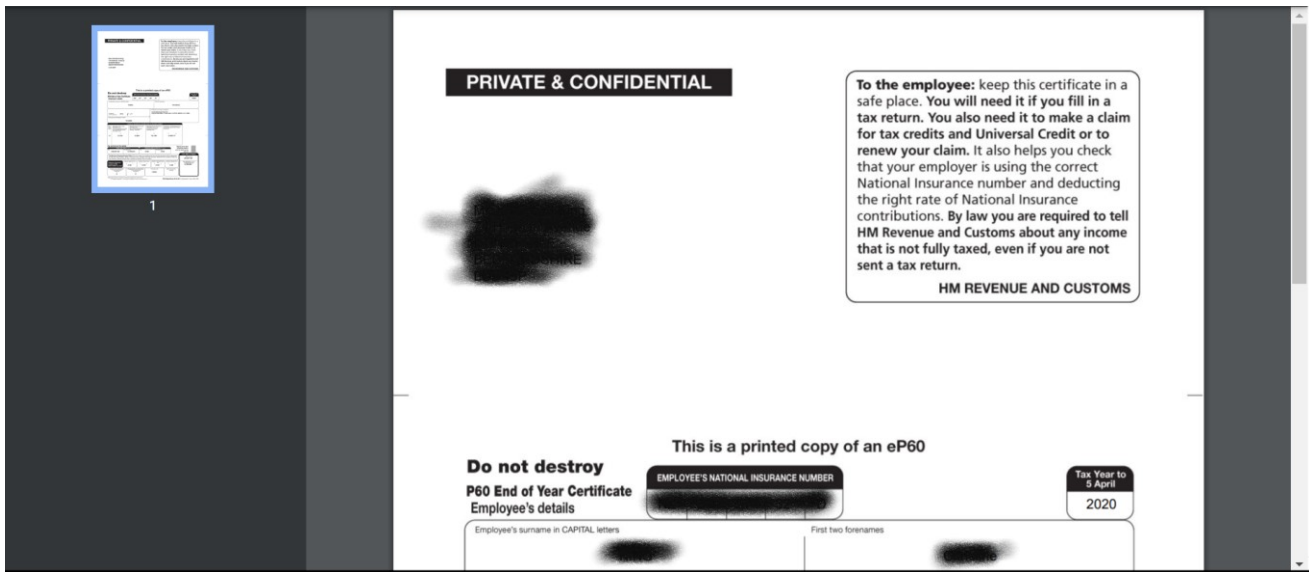 PRIVATE & CONFIDENTIAL
To the employee: keep this certificate in a
safe place. You will need it if you fill in a
tax return. You also need it to make a claim
for tax credits and Universal Credit or to
renew your claim. It also helps you check
that your employer is using the correct
National Insurance number and deducting
the right rate of National Insurance
contributions. By law you are required to tell
HM Revenue and Customs about any income
that is not fully taxed, even if you are not
sent a tax return.
HM REVENUE AND CUSTOMS
1
This is a printed copy of an eP60
Do not destroy
P60 End of Year Certificate
Employee's details
EMPLOYEE'S NATIONAL INSURANCE NUMBER
Tax Year to
5 April
2020
Employee's surname in CAPITAL letters
First two forenames